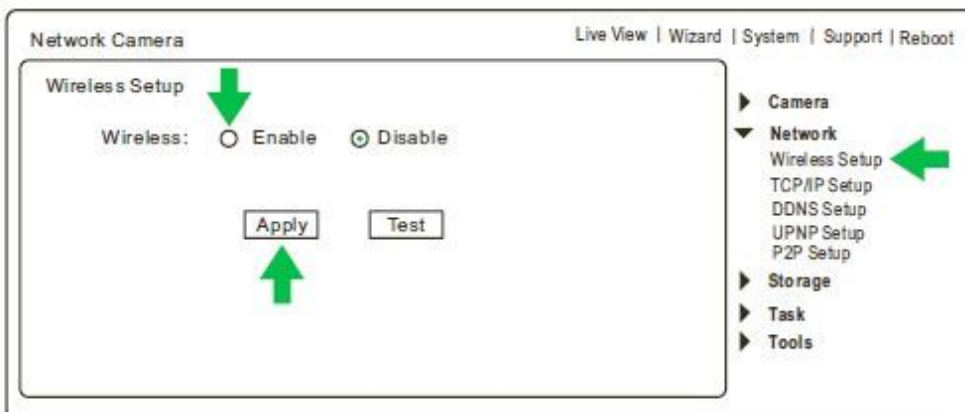 Network Camera
Live View | Wizard | System | Support | Reboot
Wireless Setup
Wireless: Enable Disable
Apply Test
Camera
Network
Wireless Setup
TCP/IP Setup
DDNS Setup
UPNP Setup
P2P Setup
Storage
Task
Tools